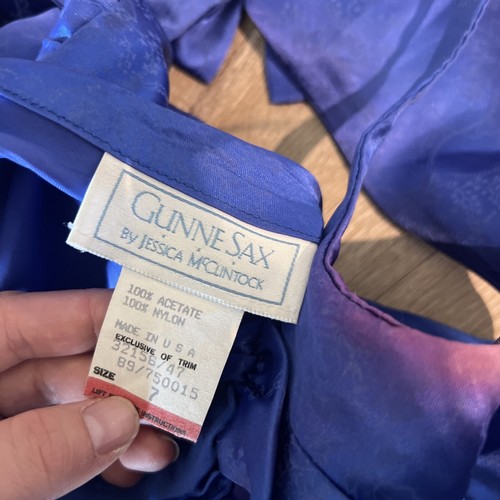 GUNNE SAX
BY JESSICA McCLINTOCK
100% ACETATE
100% NYLON
MADE IN U S A
EXCLUSIVE OF TRIM
32156/47
89/750015
SIZE 7